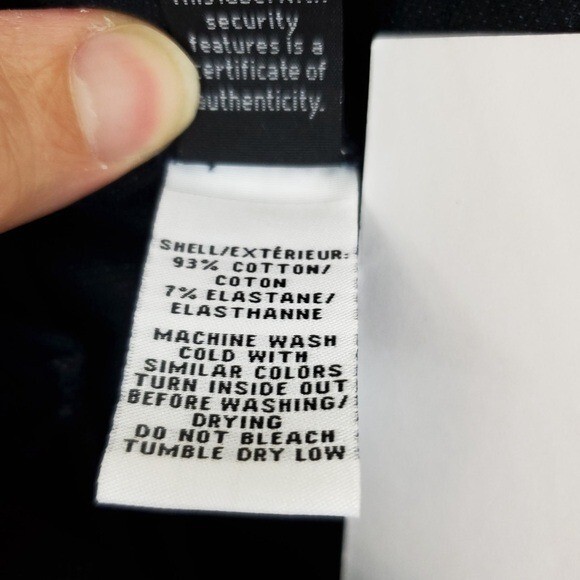 security
features is a
certificate of
authenticity.
SHELL/EXTÉRIEUR:
93% COTTON/
COTON
7% ELASTANE/
ELASTHANNE
MACHINE WASH
COLD WITH
SIMILAR COLORS
TURN INSIDE OUT
BEFORE WASHING/
DRYING
DO NOT BLEACH
TUMBLE DRY LOW